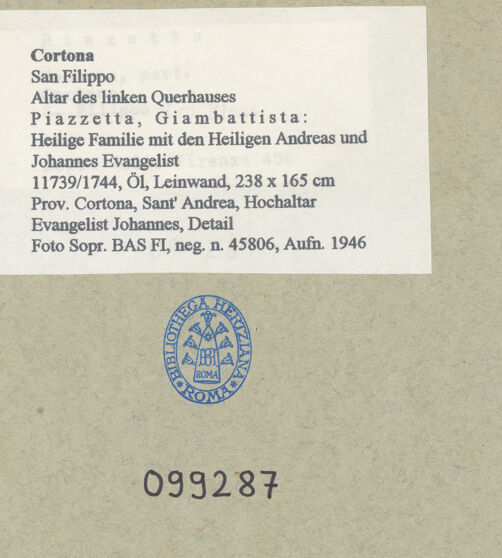 Cortona
San Filippo
Altar des linken Querhauses
Piazzetta, Giambattista:
Heilige Familie mit den Heiligen Andreas und
Johannes Evangelist
11739/1744, Öl, Leinwand, 238 x 165 cm
Prov. Cortona, Sant' Andrea, Hochaltar
Evangelist Johannes, Detail
Foto Sopr. BAS FI, neg. n. 45806, Aufn. 1946
BIBLIOTHECA HERTZIANA
BH
ROMA
* ROMA *
099287